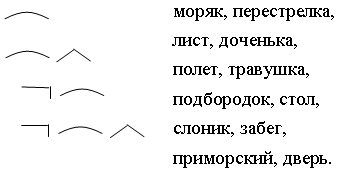 моряк, перестрелка,
лист, доченька,
полет, травушка,
подбородок, стол,
слоник, забег,
приморский, дверь.